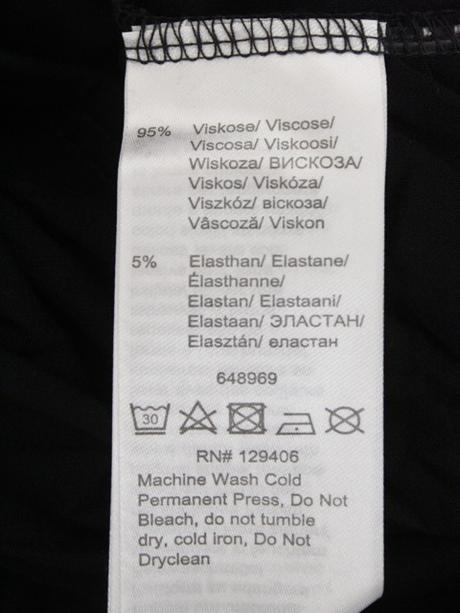 95% Viskose/ Viscose/
Viscosa/ Viskoosi/
Wiskoza/ ВИСКОЗА/
Viskos/ Viskóza/
Viszkóz/ віскоза/
Vâscoză/ Viskon
5% Elasthan/ Elastane/
Élasthanne/
Elastan/ Elastaani/
Elastaan/ ЭЛАСТАН/
Elasztán/ еластан
648969
30
RN# 129406
Machine Wash Cold
Permanent Press, Do Not
Bleach, do not tumble
dry, cold iron, Do Not
Dryclean